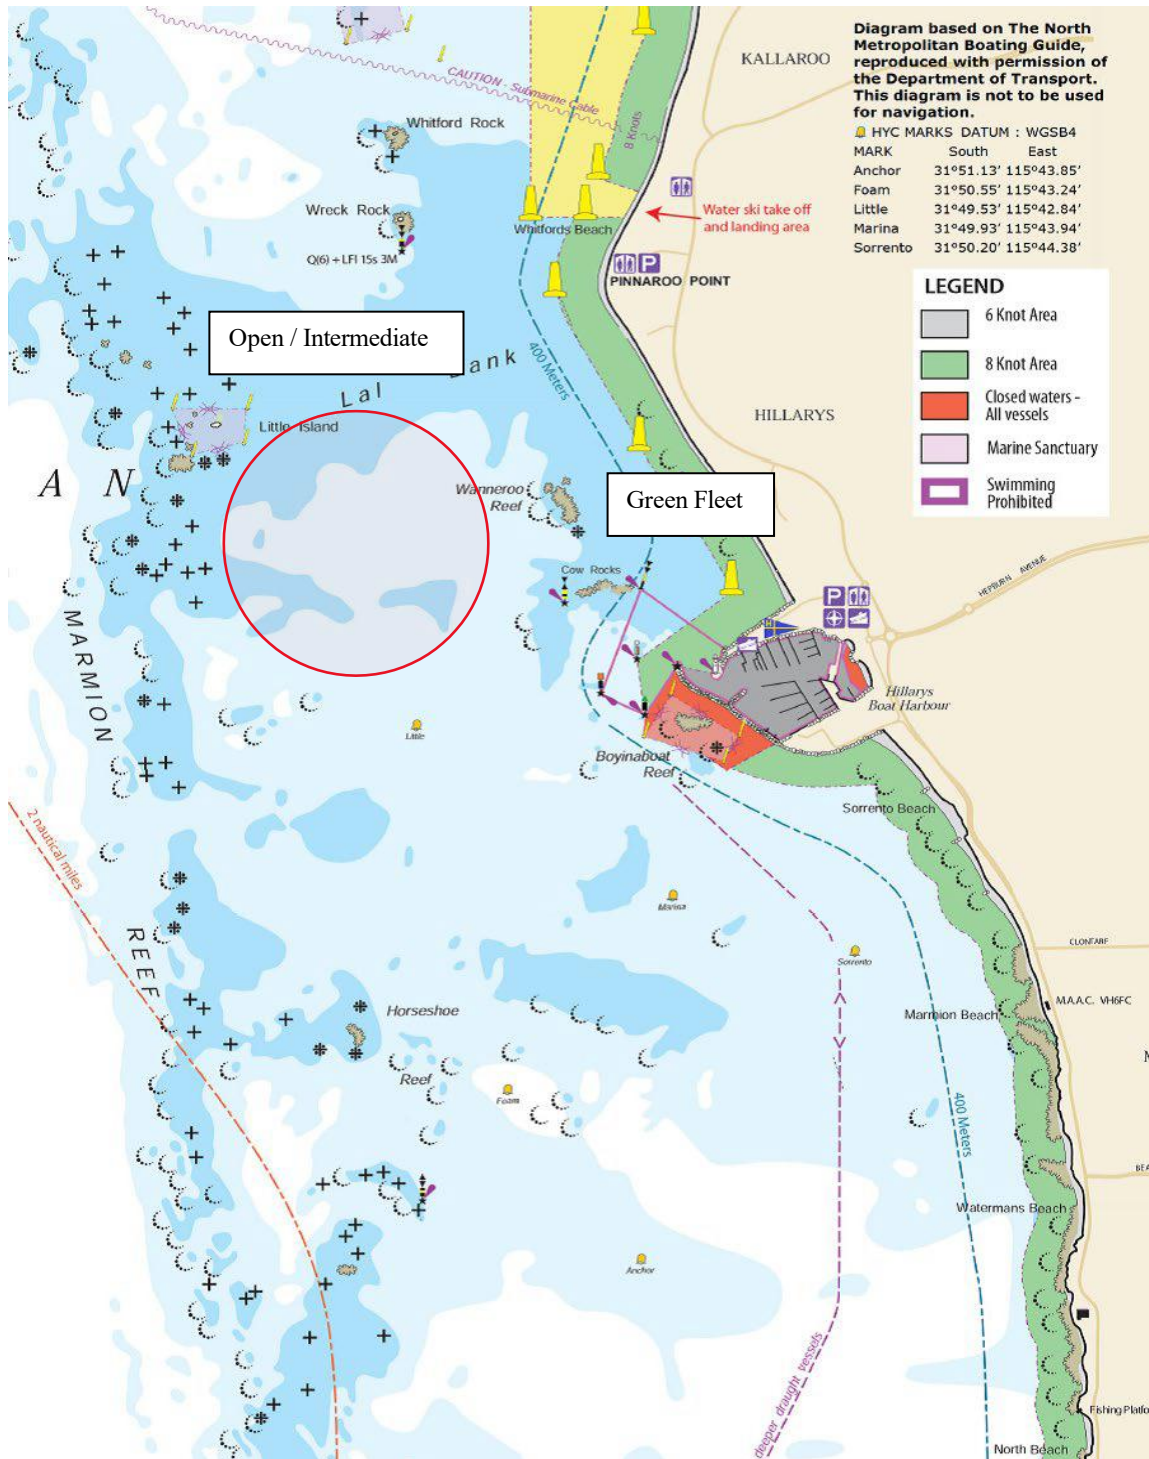 Diagram based on The North
Metropolitan Boating Guide,
reproduced with permission of
the Department of Transport.
This diagram is not to be used
for navigation.
HYC MARKS DATUM : WGSB4
MARK South East
Anchor 31°51.13' 115°43.85'
Foam 31°50.55' 115°43.24'
Little 31°49.53' 115°42.84'
Marina 31°49.93' 115°43.94'
Sorrento 31°50.20' 115°44.38'
LEGEND
6 Knot Area
8 Knot Area
Closed waters -
All vessels
Marine Sanctuary
Swimming
Prohibited
KALLAROO
CAUTION - Submarine Cable
8 Knots
Whitford Rock
Wreck Rock
Q(6) + LFl 15s 3M
Whitfords Beach
Water ski take off
and landing area
P
PINNAROO POINT
Open / Intermediate
400 Meters
Lal ank
HILLARYS
Little Island
A N
Wanneroo
Reef
Green Fleet
Cow Rocks
HEPBURN AVENUE
P
MARMION
Hillarys
Boat Harbour
Little
Boyinaboat
Reef
Sorrento Beach
2 nautical miles
Marina
REEF
Sorrento
CLONTARF
M.A.A.C. VH6FC
Horseshoe
Reef
Marmion Beach
M
Foam
400 Meters
BEA
Watermans Beach
Anchor
deeper draught vessels
Fishing Platfo
North Beach